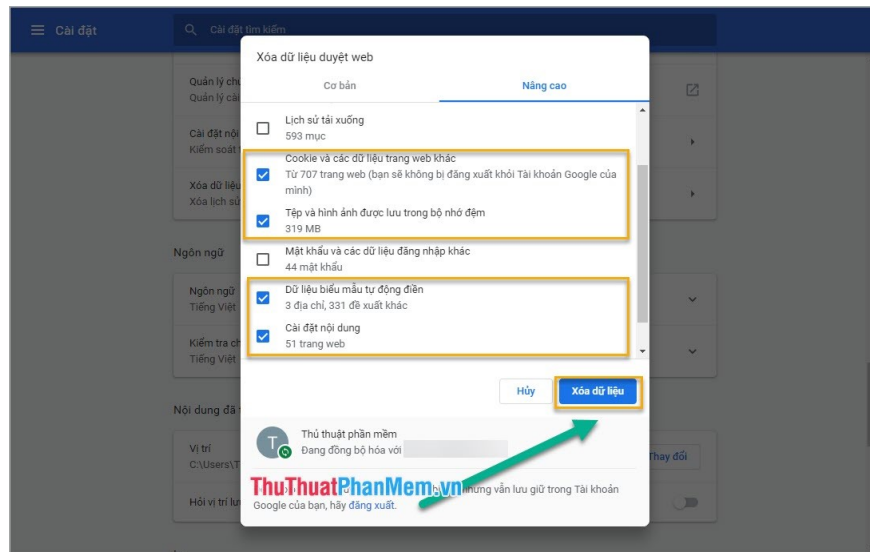 Cài đặt
Cài đặt tìm kiếm
Xóa dữ liệu duyệt web
Cơ bản
Nâng cao
Quản lý
Quản lý
Lịch sử tải xuống
593 mục
Cài đặt nội
Kiểm soát
Cookie và các dữ liệu trang web khác
Từ 707 trang web (bạn sẽ không bị đăng xuất khỏi Tài khoản Google của
mình)
Xóa dữ liệu
Xóa lịch sử
Tệp và hình ảnh được lưu trong bộ nhớ đệm
319 MB
Ngôn ngữ
Mật khẩu và các dữ liệu đăng nhập khác
44 mật khẩu
Ngôn ngữ
Tiếng Việt
Dữ liệu biểu mẫu tự động điền
3 địa chỉ, 331 đề xuất khác
Cài đặt nội dung
51 trang web
Kiểm tra
Tiếng Việt
Hủy
Xóa dữ liệu
Nội dung đã
Vị trí
C:\Users\T
T
Thủ thuật phần mềm
Đang đồng bộ hóa với
Thay đổi
ThuThuatPhanMem.vn
nhưng vẫn lưu giữ trong Tài khoản
Google của bạn, hãy đăng xuất.
Hỏi vị trí